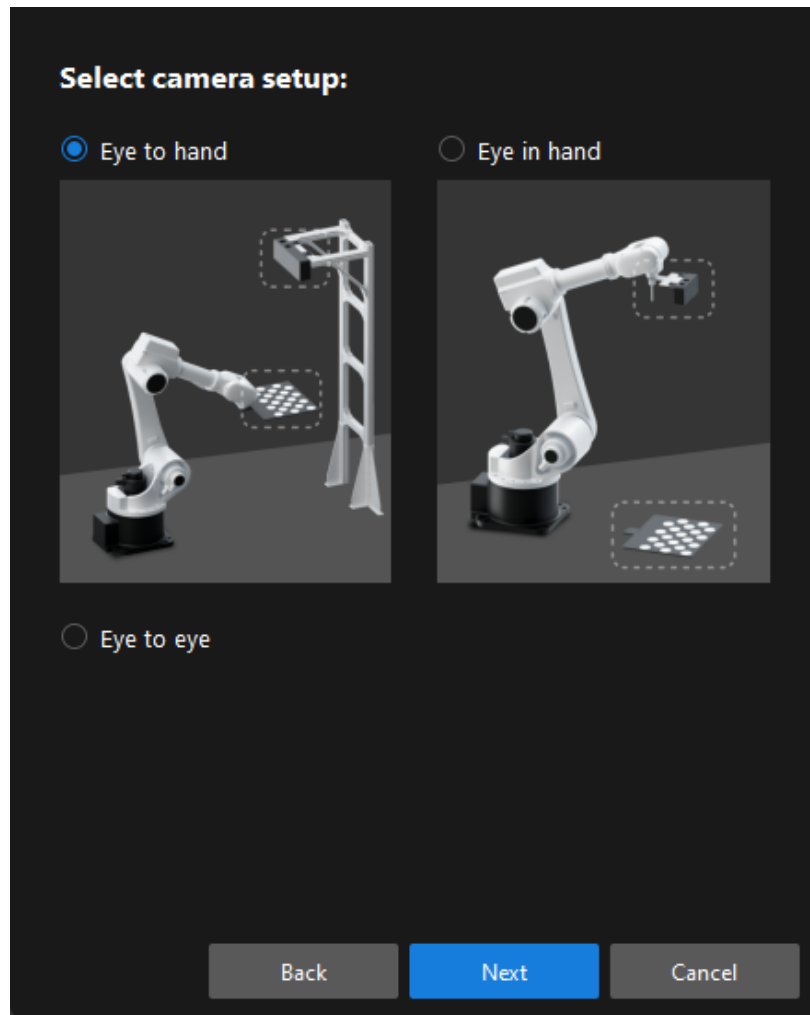 Select camera setup:
Eye to hand
Eye in hand
Eye to eye
Back
Next
Cancel